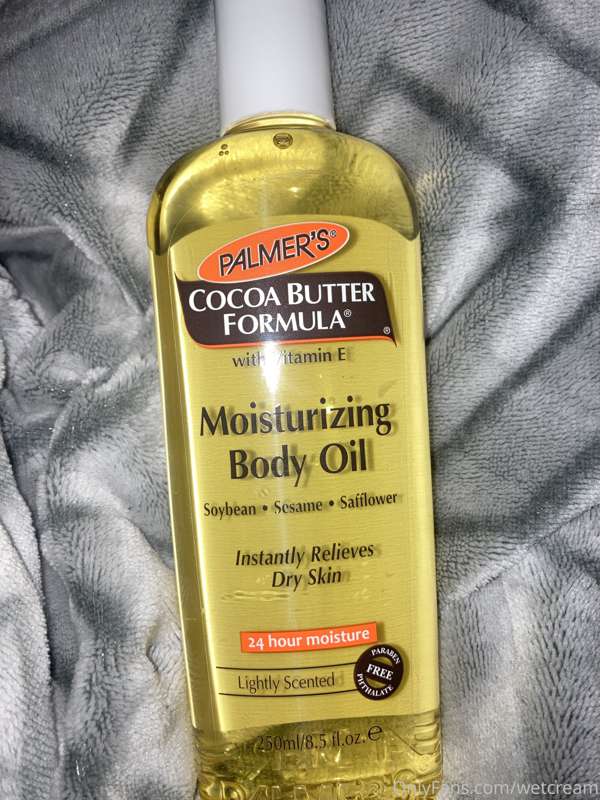 PALMER'S®
COCOA BUTTER
FORMULA®
®
with Vitamin E
Moisturizing
Body Oil
Soybean • Sesame • Safflower
Instantly Relieves
Dry Skin
24 hour moisture
Lightly Scented
PARABEN
FREE
PHTHALATE
250ml/8.5 fl.oz.℮
OnlyFans.com/wetcream